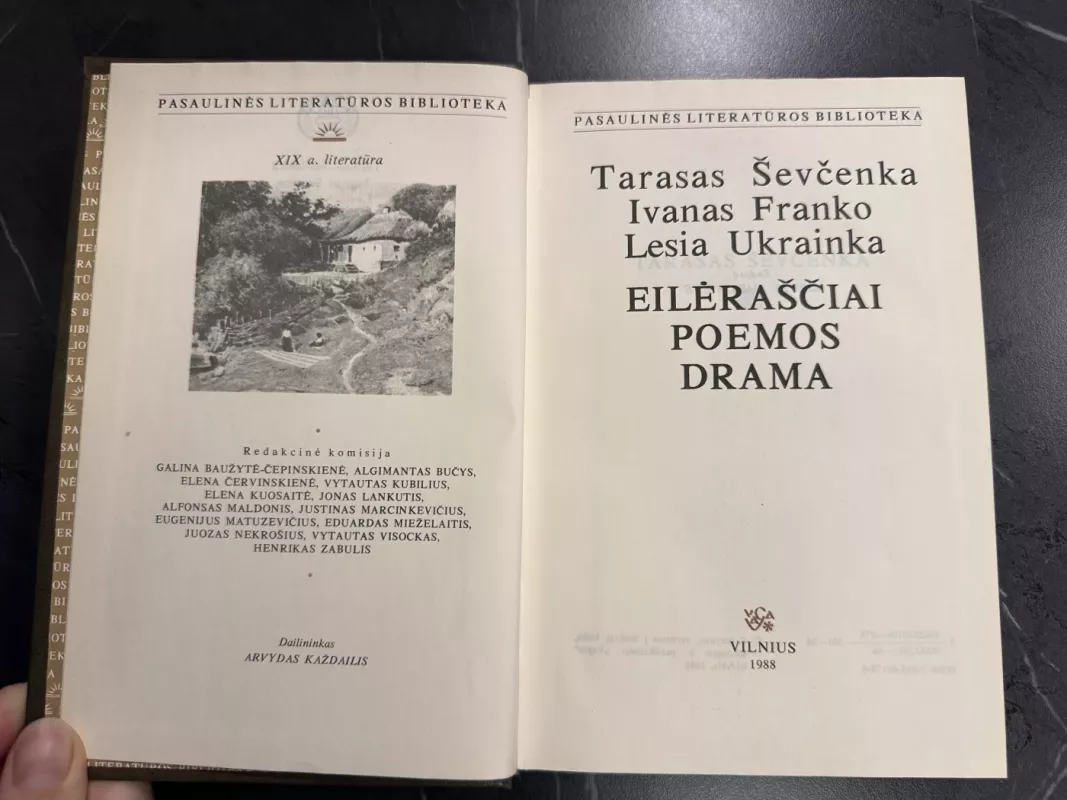 PASAULINĖS LITERATŪROS BIBLIOTEKA
XIX a. literatūra
Redakcinė komisija
GALINA BAUŽYTĖ-ČEPINSKIENĖ, ALGIMANTAS BUČYS,
ELENA ČERVINSKIENĖ, VYTAUTAS KUBILIUS,
ELENA KUOSAITĖ, JONAS LANKUTIS,
ALFONSAS MALDONIS, JUSTINAS MARCINKEVIČIUS,
EUGENIJUS MATUZEVIČIUS, EDUARDAS MIEŽELAITIS,
JUOZAS NEKROŠIUS, VYTAUTAS VISOCKAS,
HENRIKAS ZABULIS
Dailininkas
ARVYDAS KAŽDAILIS
PASAULINĖS LITERATŪROS BIBLIOTEKA
Tarasas Ševčenka
Ivanas Franko
Lesia Ukrainka
EILĖRAŠČIAI
POEMOS
DRAMA
VAGA
VILNIUS
1988